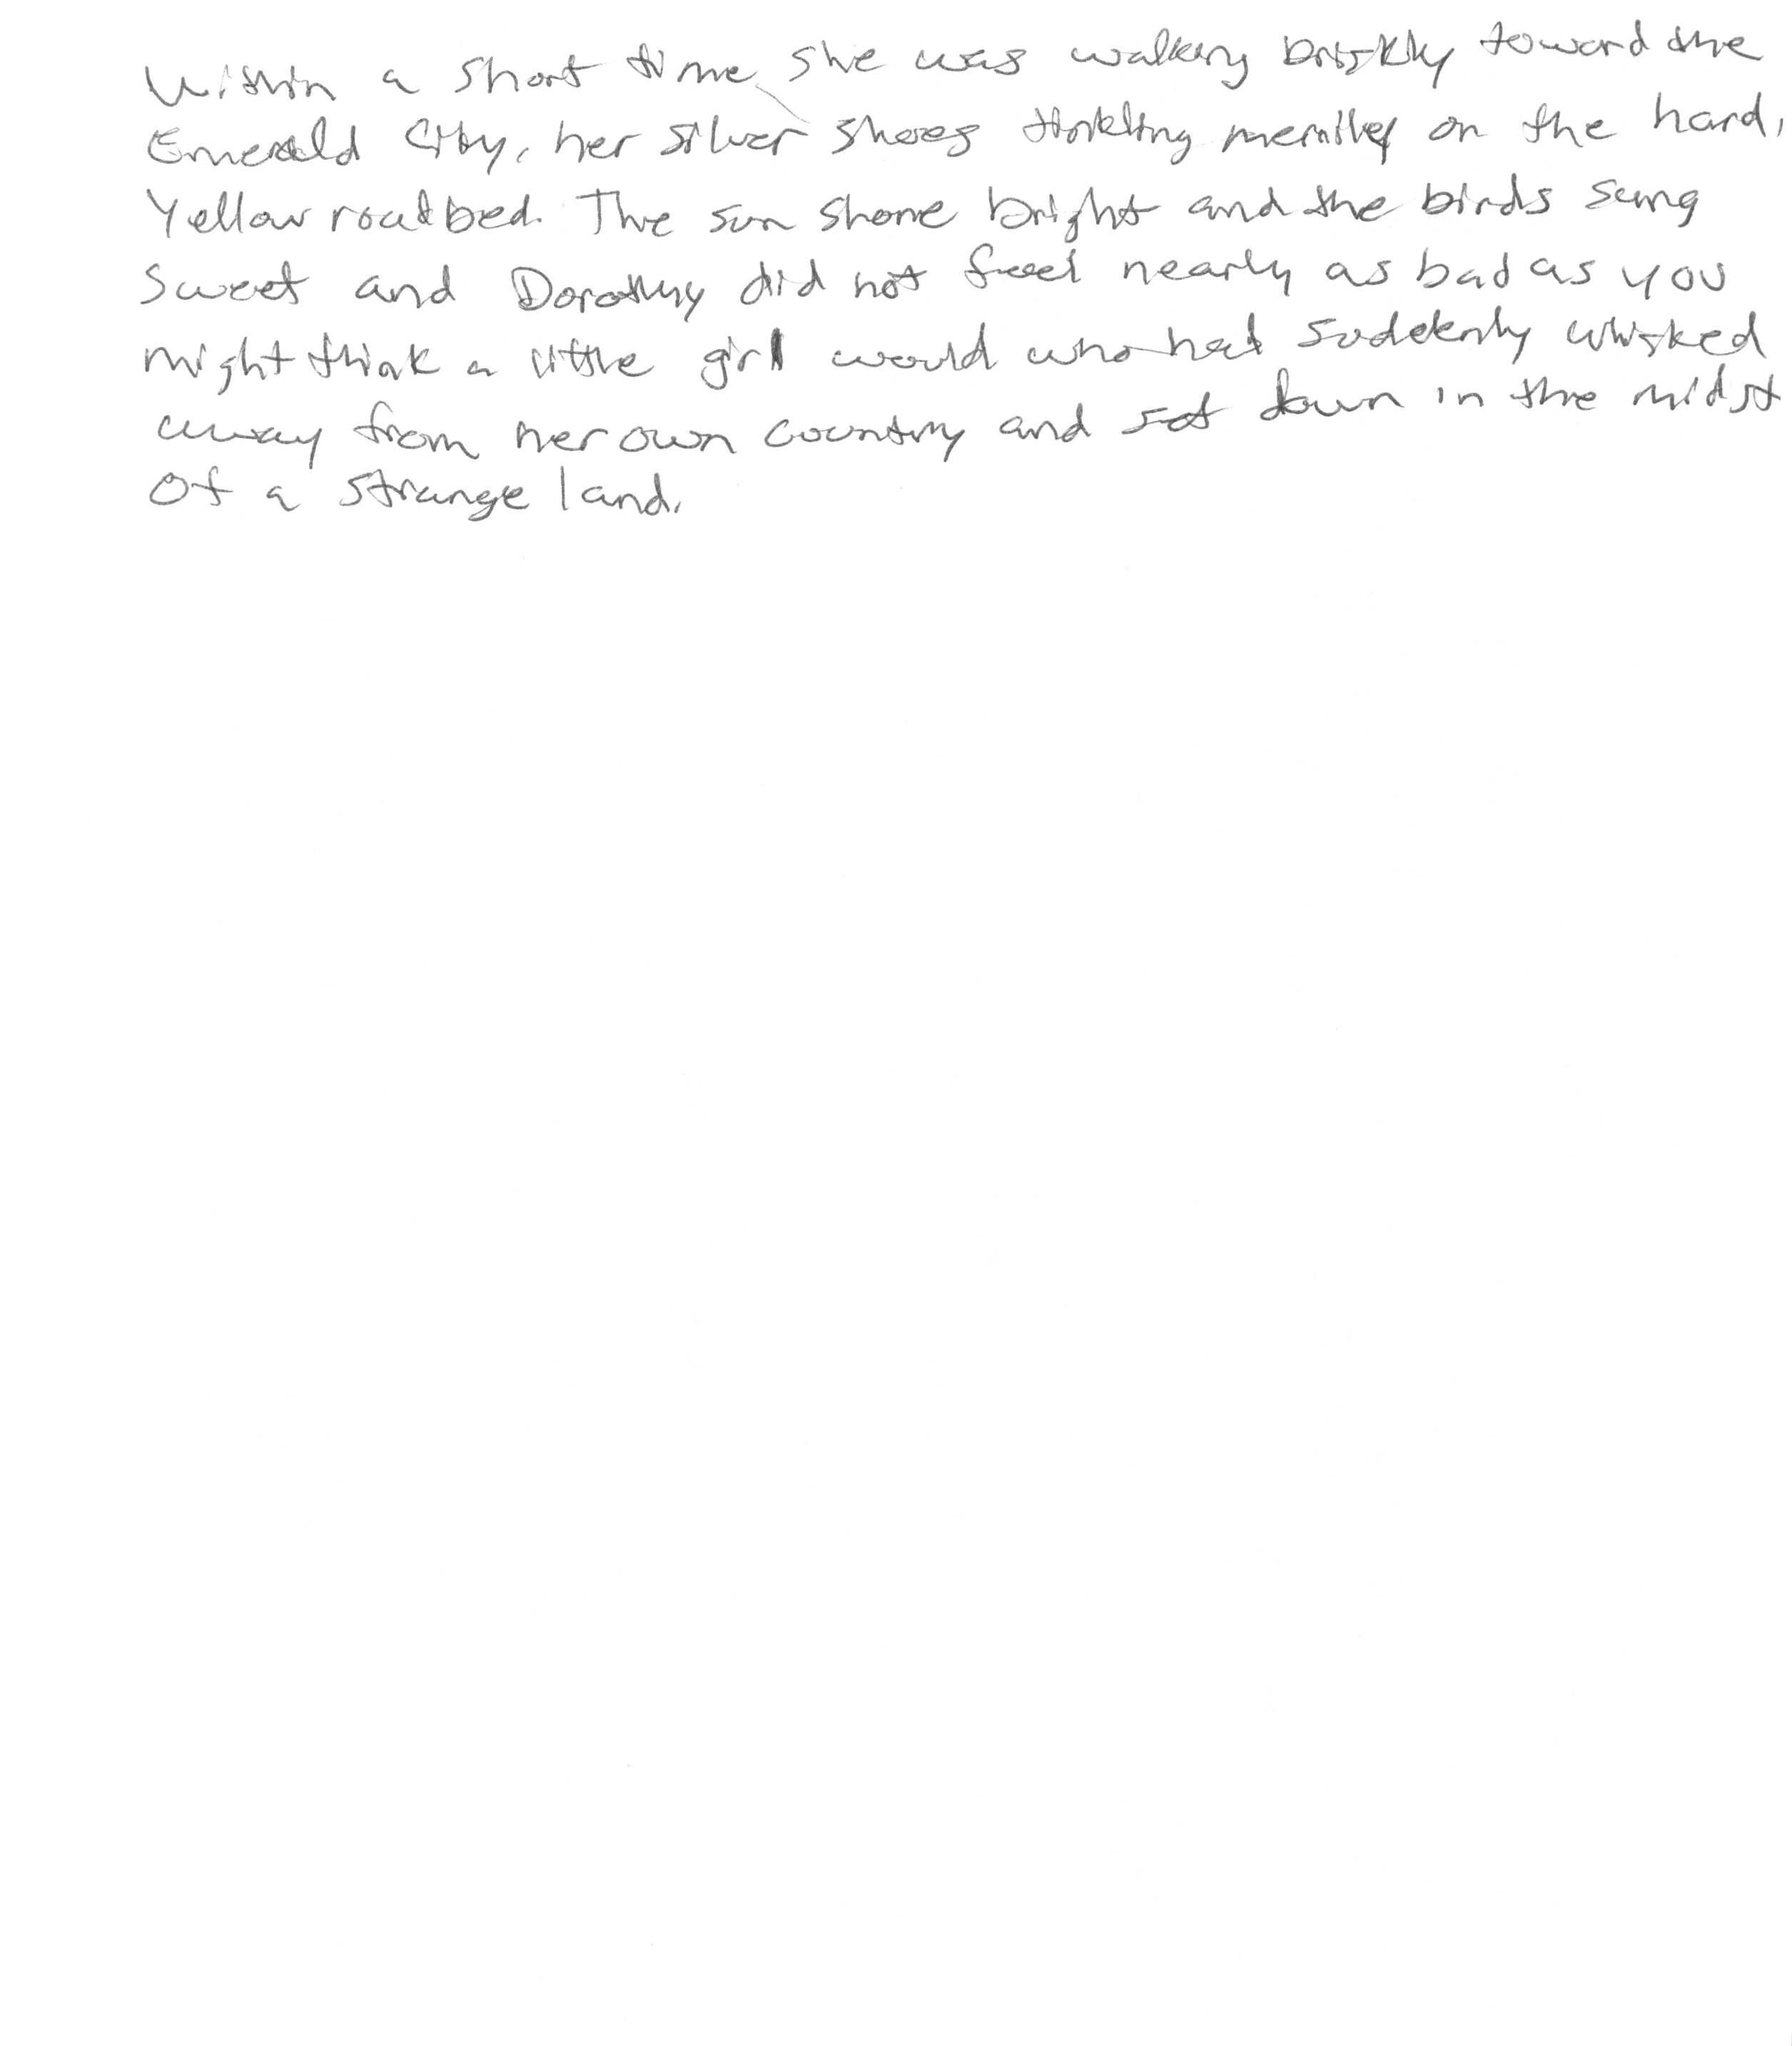 Within a short time she was walking briskly toward the
Emerald City, her silver shoes tinkling merrily on the hard,
Yellow roadbed. The sun shone bright and the birds sang
Sweet and Dorothy did not feel nearly as bad as you
might think a little girl would who had suddenly whisked
away from her own country and set down in the midst
Of a strange land.